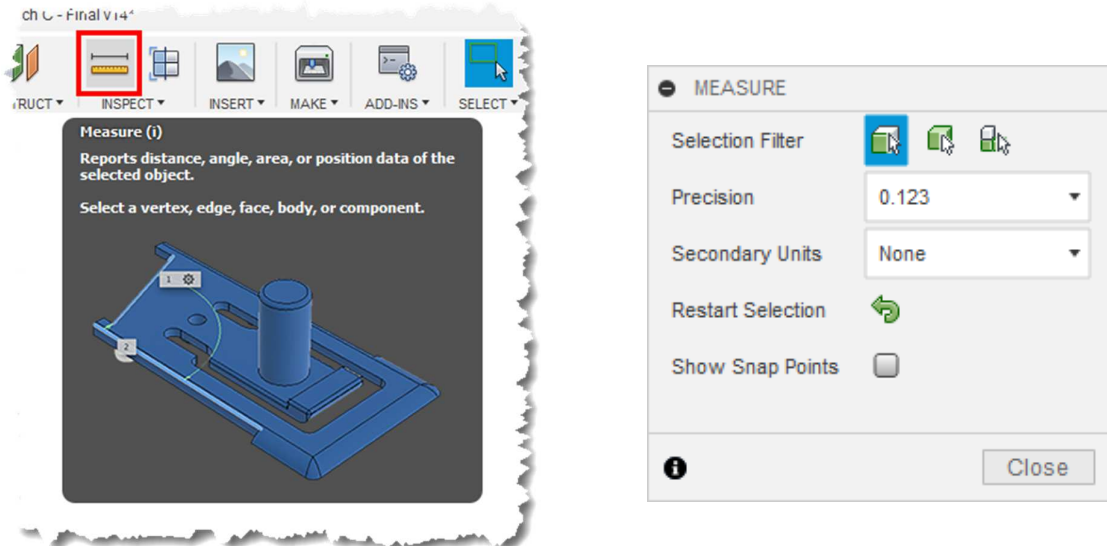 ch C - Final v14*
RUCT ▾ INSPECT ▾ INSERT ▾ MAKE ▾ ADD-INS ▾ SELECT ▾
Measure (i)
Reports distance, angle, area, or position data of the
selected object.
Select a vertex, edge, face, body, or component.
1
2
MEASURE
Selection Filter
Precision 0.123
Secondary Units None
Restart Selection
Show Snap Points
Close